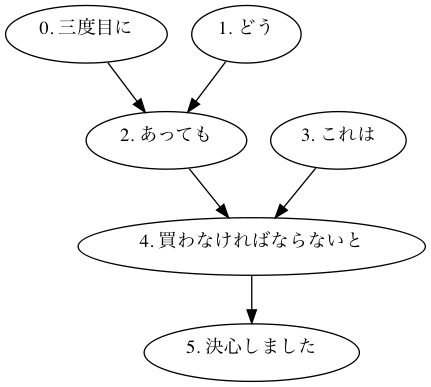 0. 三度目に
1. どう
2. あっても
3. これは
4. 買わなければならないと
5. 決心しました